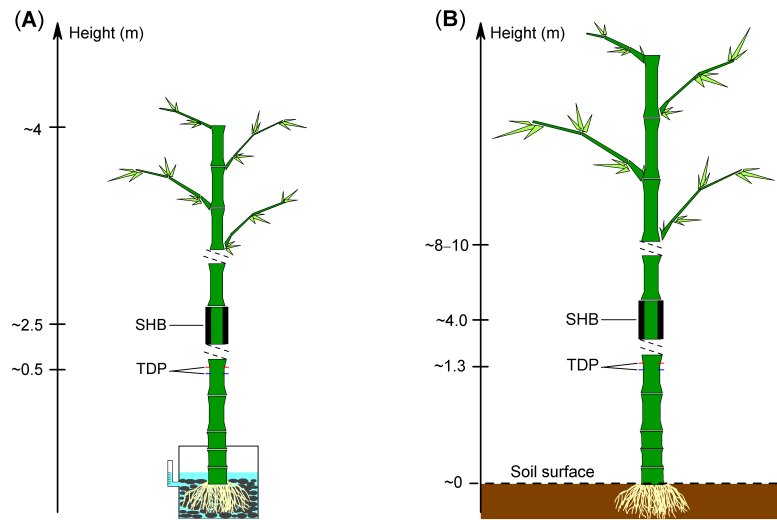 (A)
Height (m)
~4
~2.5
SHB
~0.5
TDP
(B)
Height (m)
~8–10
~4.0
SHB
~1.3
TDP
~0
Soil surface